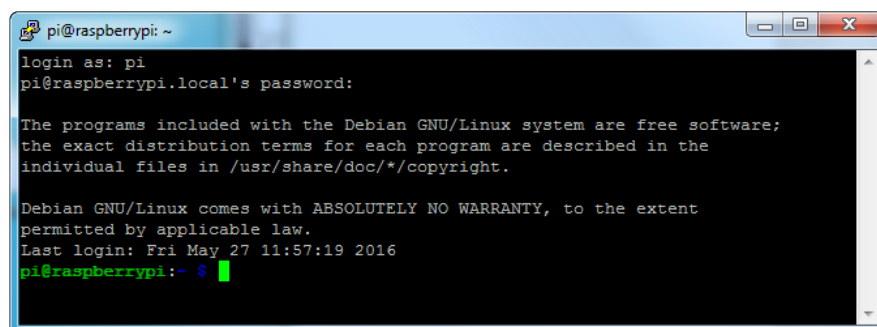 pi@raspberrypi: ~
login as: pi
pi@raspberrypi.local's password:
The programs included with the Debian GNU/Linux system are free software;
the exact distribution terms for each program are described in the
individual files in /usr/share/doc/*/copyright.
Debian GNU/Linux comes with ABSOLUTELY NO WARRANTY, to the extent
permitted by applicable law.
Last login: Fri May 27 11:57:19 2016
pi@raspberrypi:~ $